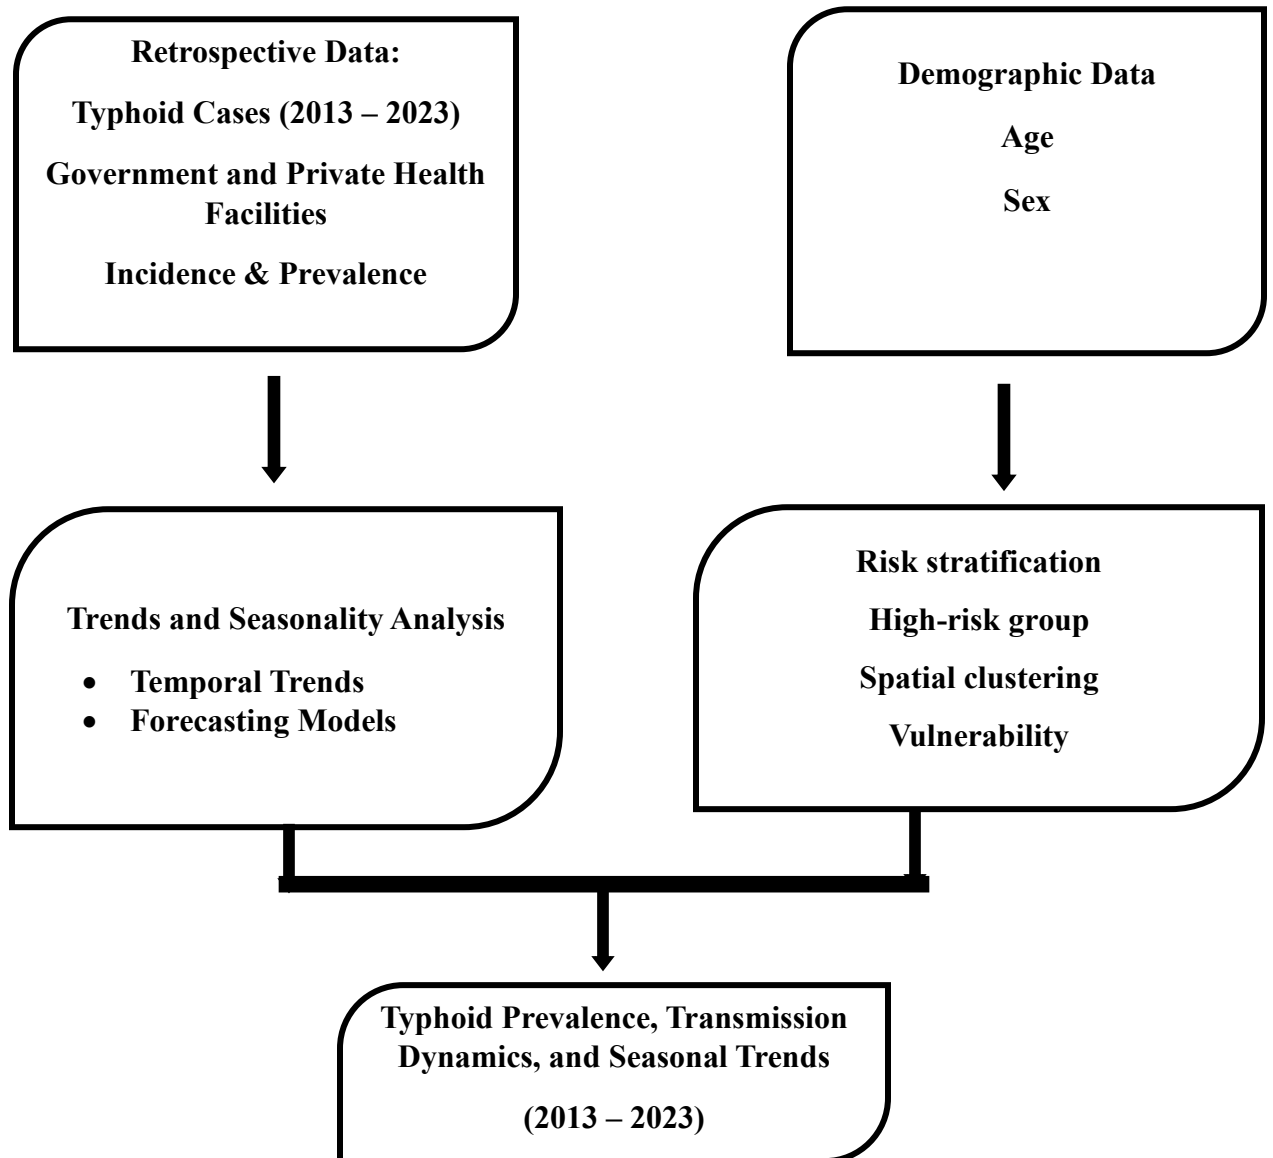 Retrospective Data:
Typhoid Cases (2013 – 2023)
Government and Private Health
Facilities
Incidence & Prevalence
Demographic Data
Age
Sex
Trends and Seasonality Analysis
• Temporal Trends
• Forecasting Models
Risk stratification
High-risk group
Spatial clustering
Vulnerability
Typhoid Prevalence, Transmission
Dynamics, and Seasonal Trends
(2013 – 2023)